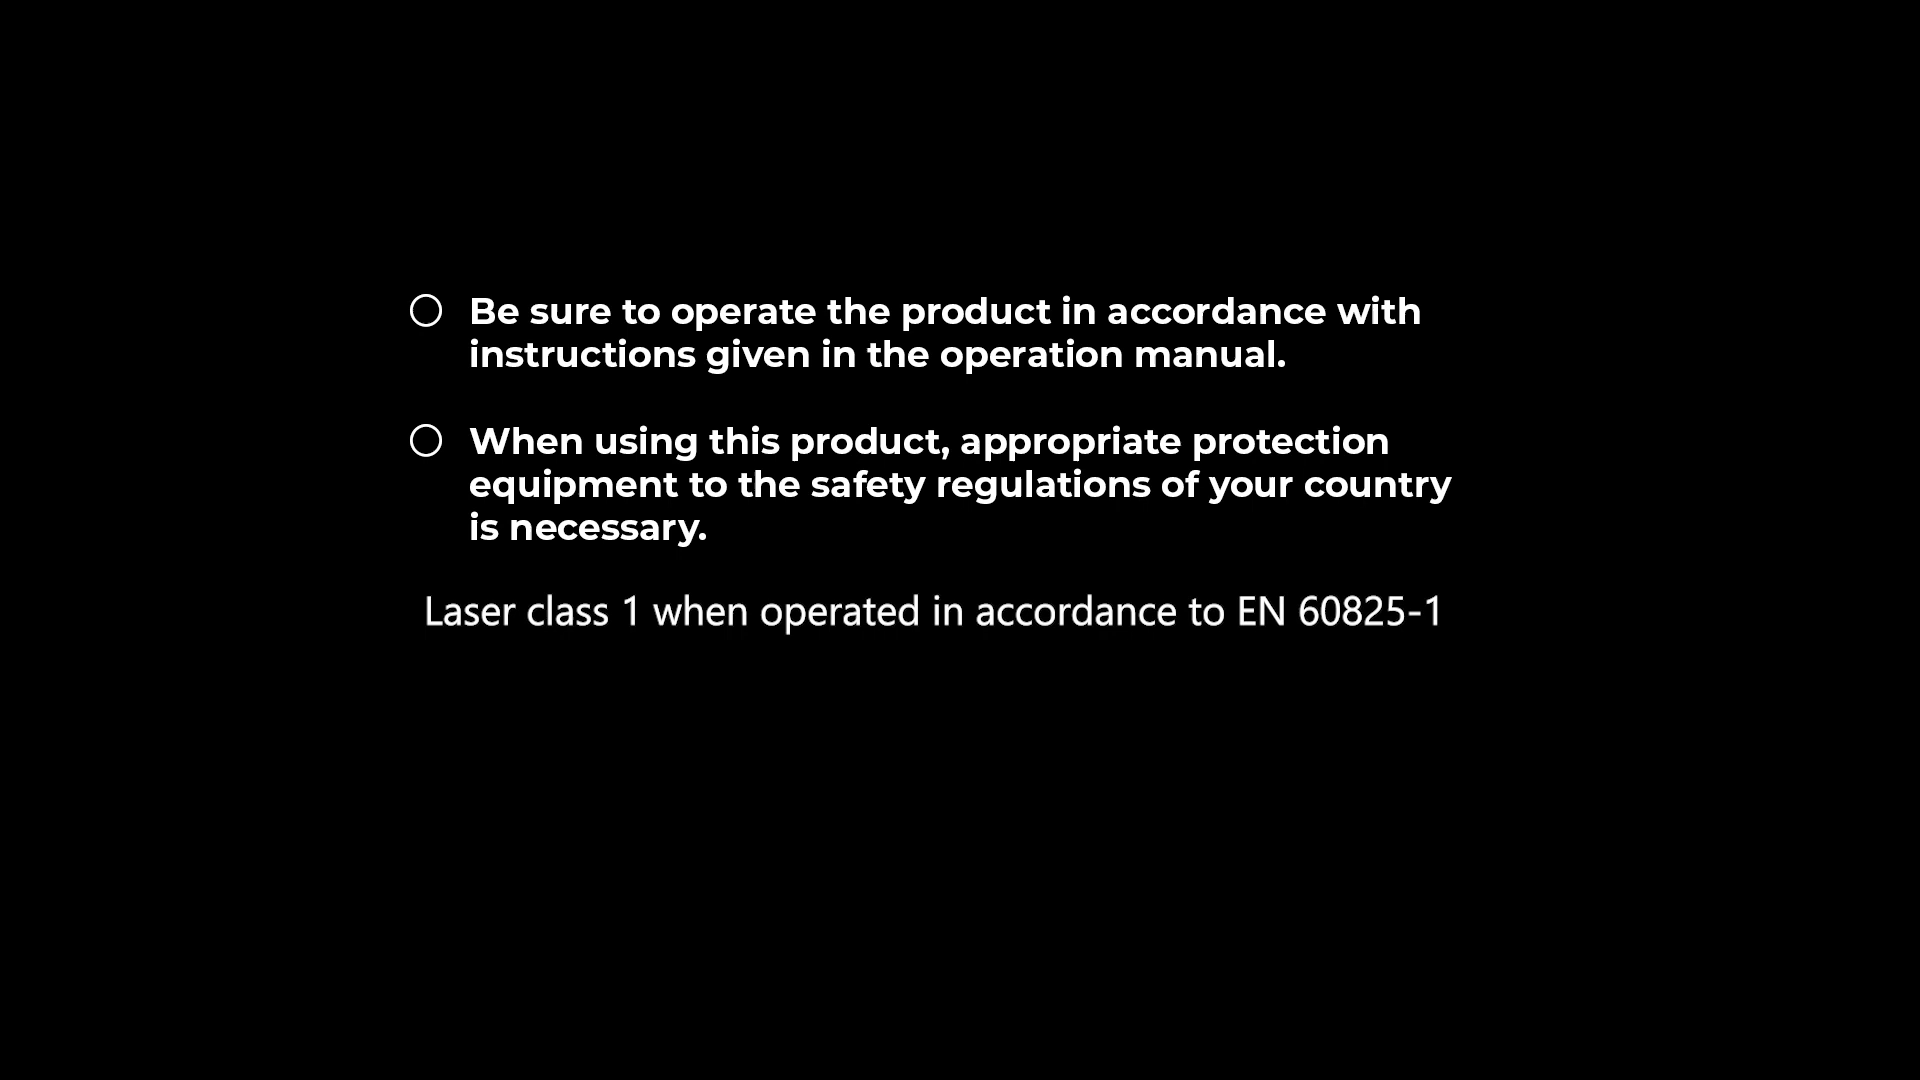 Be sure to operate the product in accordance with
instructions given in the operation manual.
When using this product, appropriate protection
equipment to the safety regulations of your country
is necessary.
Laser class 1 when operated in accordance to EN 60825-1